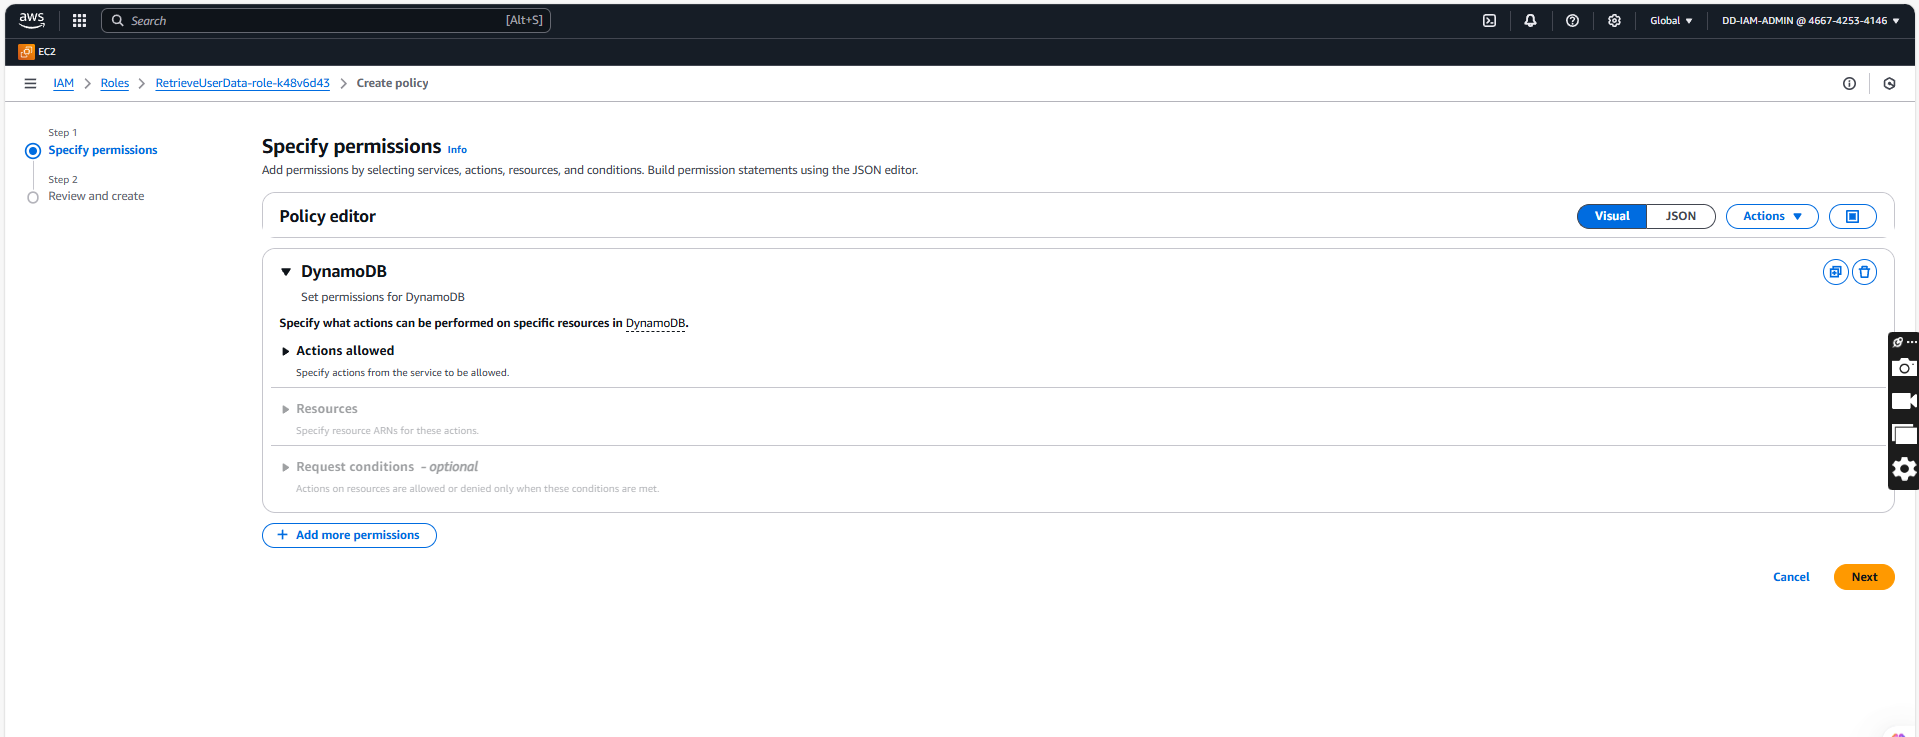 aws
Search [Alt+S]
Global
DD-IAM-ADMIN @ 4667-4253-4146
EC2
IAM
Roles
RetrieveUserData-role-k48v6d43
Create policy
Step 1
Specify permissions
Step 2
Review and create
Specify permissions Info
Add permissions by selecting services, actions, resources, and conditions. Build permission statements using the JSON editor.
Policy editor
Visual
JSON
Actions
DynamoDB
Set permissions for DynamoDB
Specify what actions can be performed on specific resources in DynamoDB.
Actions allowed
Specify actions from the service to be allowed.
Resources
Specify resource ARNs for these actions.
Request conditions - optional
Actions on resources are allowed or denied only when these conditions are met.
+ Add more permissions
Cancel
Next